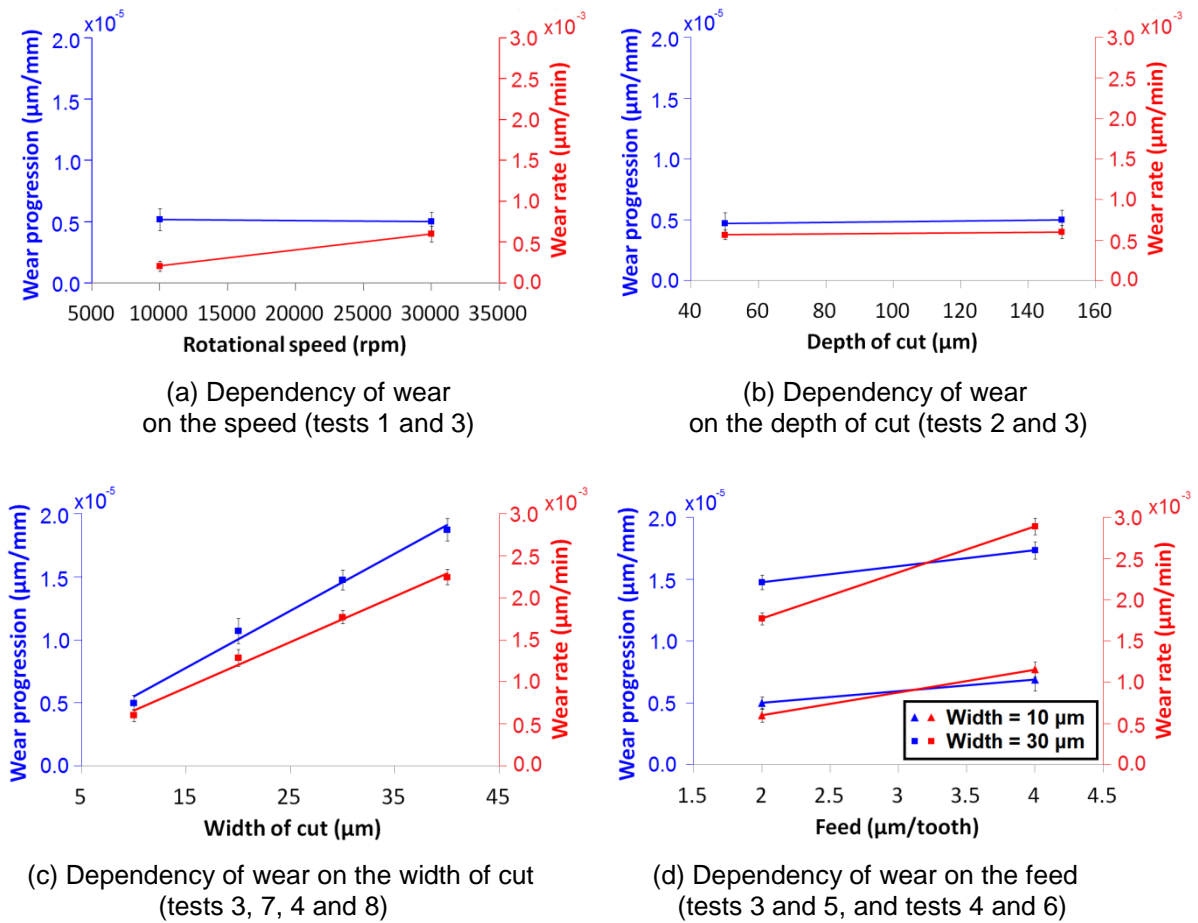 x10⁻⁵
x10⁻³
2.0
1.5
1.0
0.5
0.0
Wear progression (µm/mm)
3.0
2.5
2.0
1.5
1.0
0.5
0.0
Wear rate (µm/min)
5000 10000 15000 20000 25000 30000 35000
Rotational speed (rpm)
(a) Dependency of wear
on the speed (tests 1 and 3)
x10⁻⁵
x10⁻³
2.0
1.5
1.0
0.5
0.0
Wear progression (µm/mm)
3.0
2.5
2.0
1.5
1.0
0.5
0.0
Wear rate (µm/min)
40 60 80 100 120 140 160
Depth of cut (µm)
(b) Dependency of wear
on the depth of cut (tests 2 and 3)
x10⁻⁵
x10⁻³
2.0
1.5
1.0
0.5
0.0
Wear progression (µm/mm)
3.0
2.5
2.0
1.5
1.0
0.5
0.0
Wear rate (µm/min)
5 15 25 35 45
Width of cut (µm)
(c) Dependency of wear on the width of cut
(tests 3, 7, 4 and 8)
x10⁻⁵
x10⁻³
2.0
1.5
1.0
0.5
0.0
Wear progression (µm/mm)
3.0
2.5
2.0
1.5
1.0
0.5
0.0
Wear rate (µm/min)
Width = 10 µm
Width = 30 µm
1.5 2 2.5 3 3.5 4 4.5
Feed (µm/tooth)
(d) Dependency of wear on the feed
(tests 3 and 5, and tests 4 and 6)